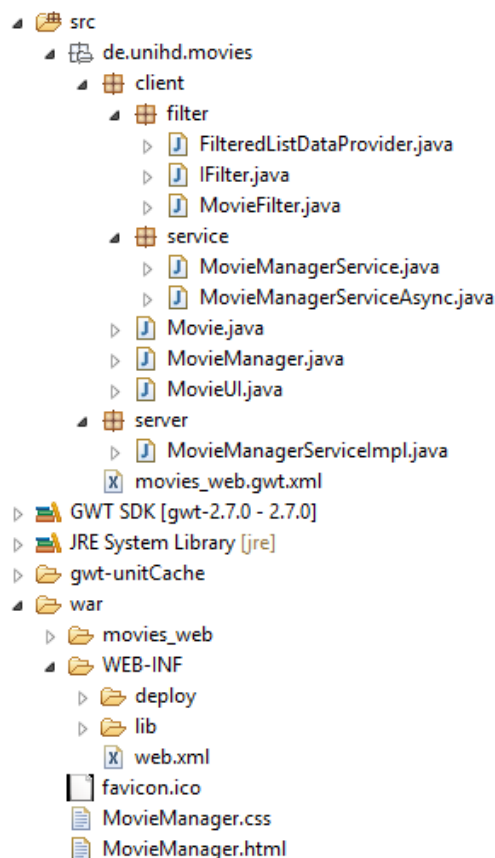 src
de.unihd.movies
client
filter
FilteredListDataProvider.java
IFilter.java
MovieFilter.java
service
MovieManagerService.java
MovieManagerServiceAsync.java
Movie.java
MovieManager.java
MovieUI.java
server
MovieManagerServiceImpl.java
movies_web.gwt.xml
GWT SDK [gwt-2.7.0 - 2.7.0]
JRE System Library [jre]
gwt-unitCache
war
movies_web
WEB-INF
deploy
lib
web.xml
favicon.ico
MovieManager.css
MovieManager.html